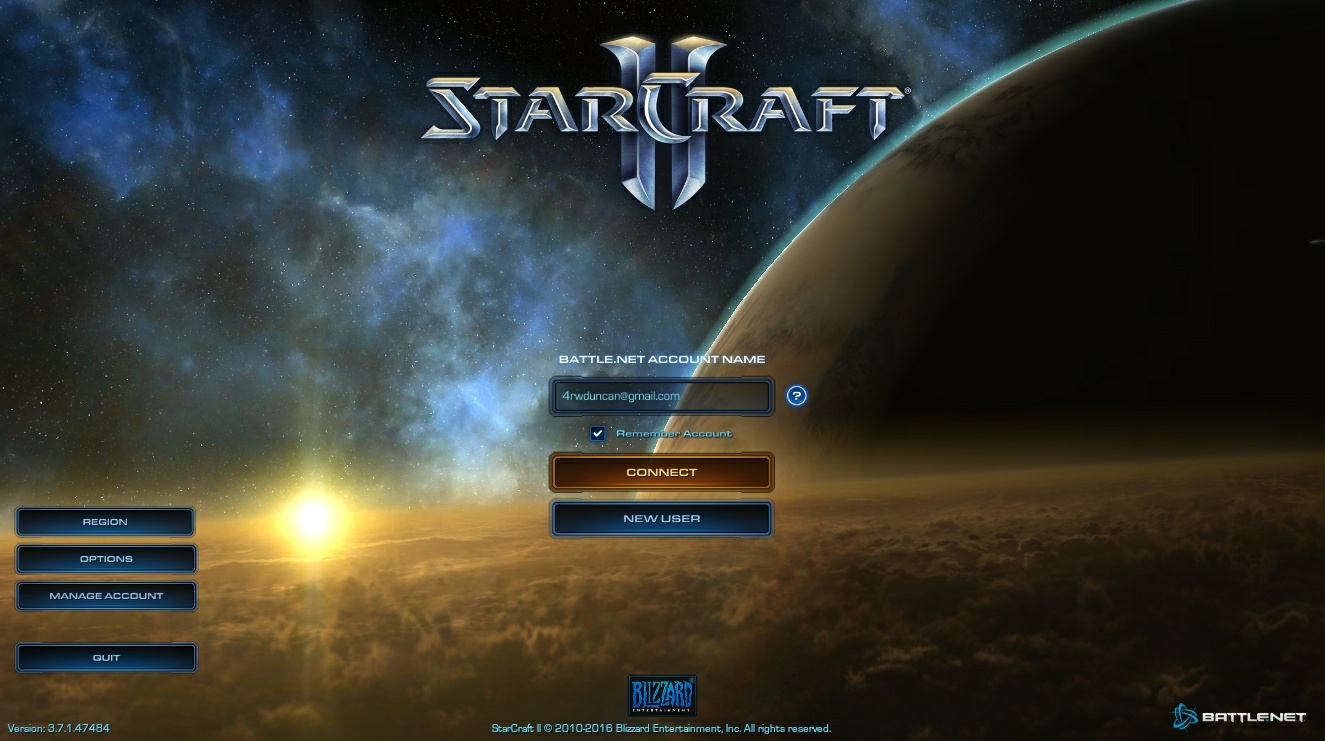 STARCRAFT®
II
BATTLE.NET ACCOUNT NAME
4rwduncan@gmail.com
?
Remember Account
CONNECT
NEW USER
REGION
OPTIONS
MANAGE ACCOUNT
QUIT
BLIZZARD
ENTERTAINMENT
Version: 3.7.1.47484
StarCraft II © 2010-2016 Blizzard Entertainment, Inc. All rights reserved.
BATTLE.NET